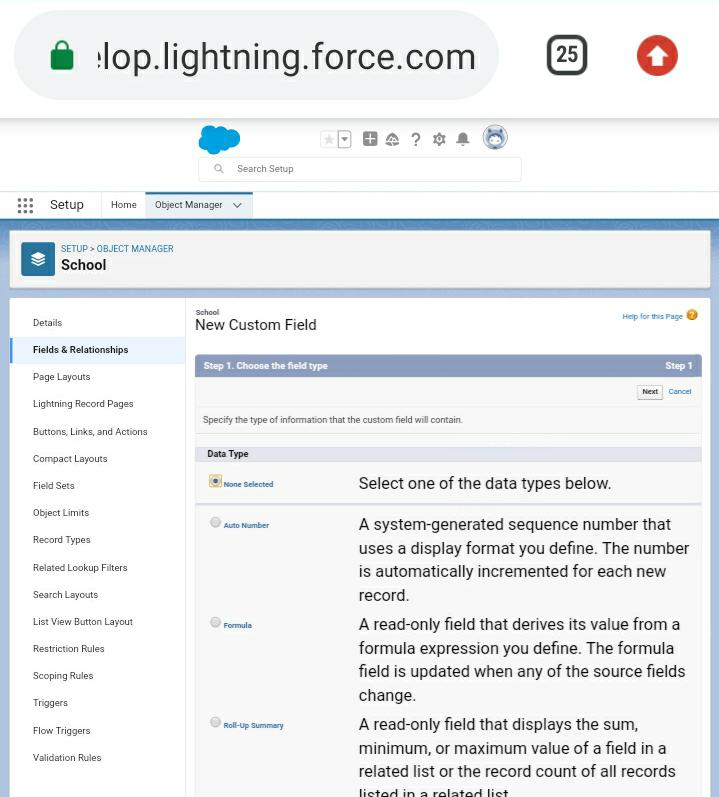 elop.lightning.force.com
25
Search Setup
Setup
Home
Object Manager
SETUP > OBJECT MANAGER
School
Details
Fields & Relationships
Page Layouts
Lightning Record Pages
Buttons, Links, and Actions
Compact Layouts
Field Sets
Object Limits
Record Types
Related Lookup Filters
Search Layouts
List View Button Layout
Restriction Rules
Scoping Rules
Triggers
Flow Triggers
Validation Rules
School
New Custom Field
Help for this Page
Step 1. Choose the field type
Step 1
Next
Cancel
Specify the type of information that the custom field will contain.
Data Type
None Selected
Select one of the data types below.
Auto Number
A system-generated sequence number that
uses a display format you define. The number
is automatically incremented for each new
record.
Formula
A read-only field that derives its value from a
formula expression you define. The formula
field is updated when any of the source fields
change.
Roll-Up Summary
A read-only field that displays the sum,
minimum, or maximum value of a field in a
related list or the record count of all records
listed in a related list.